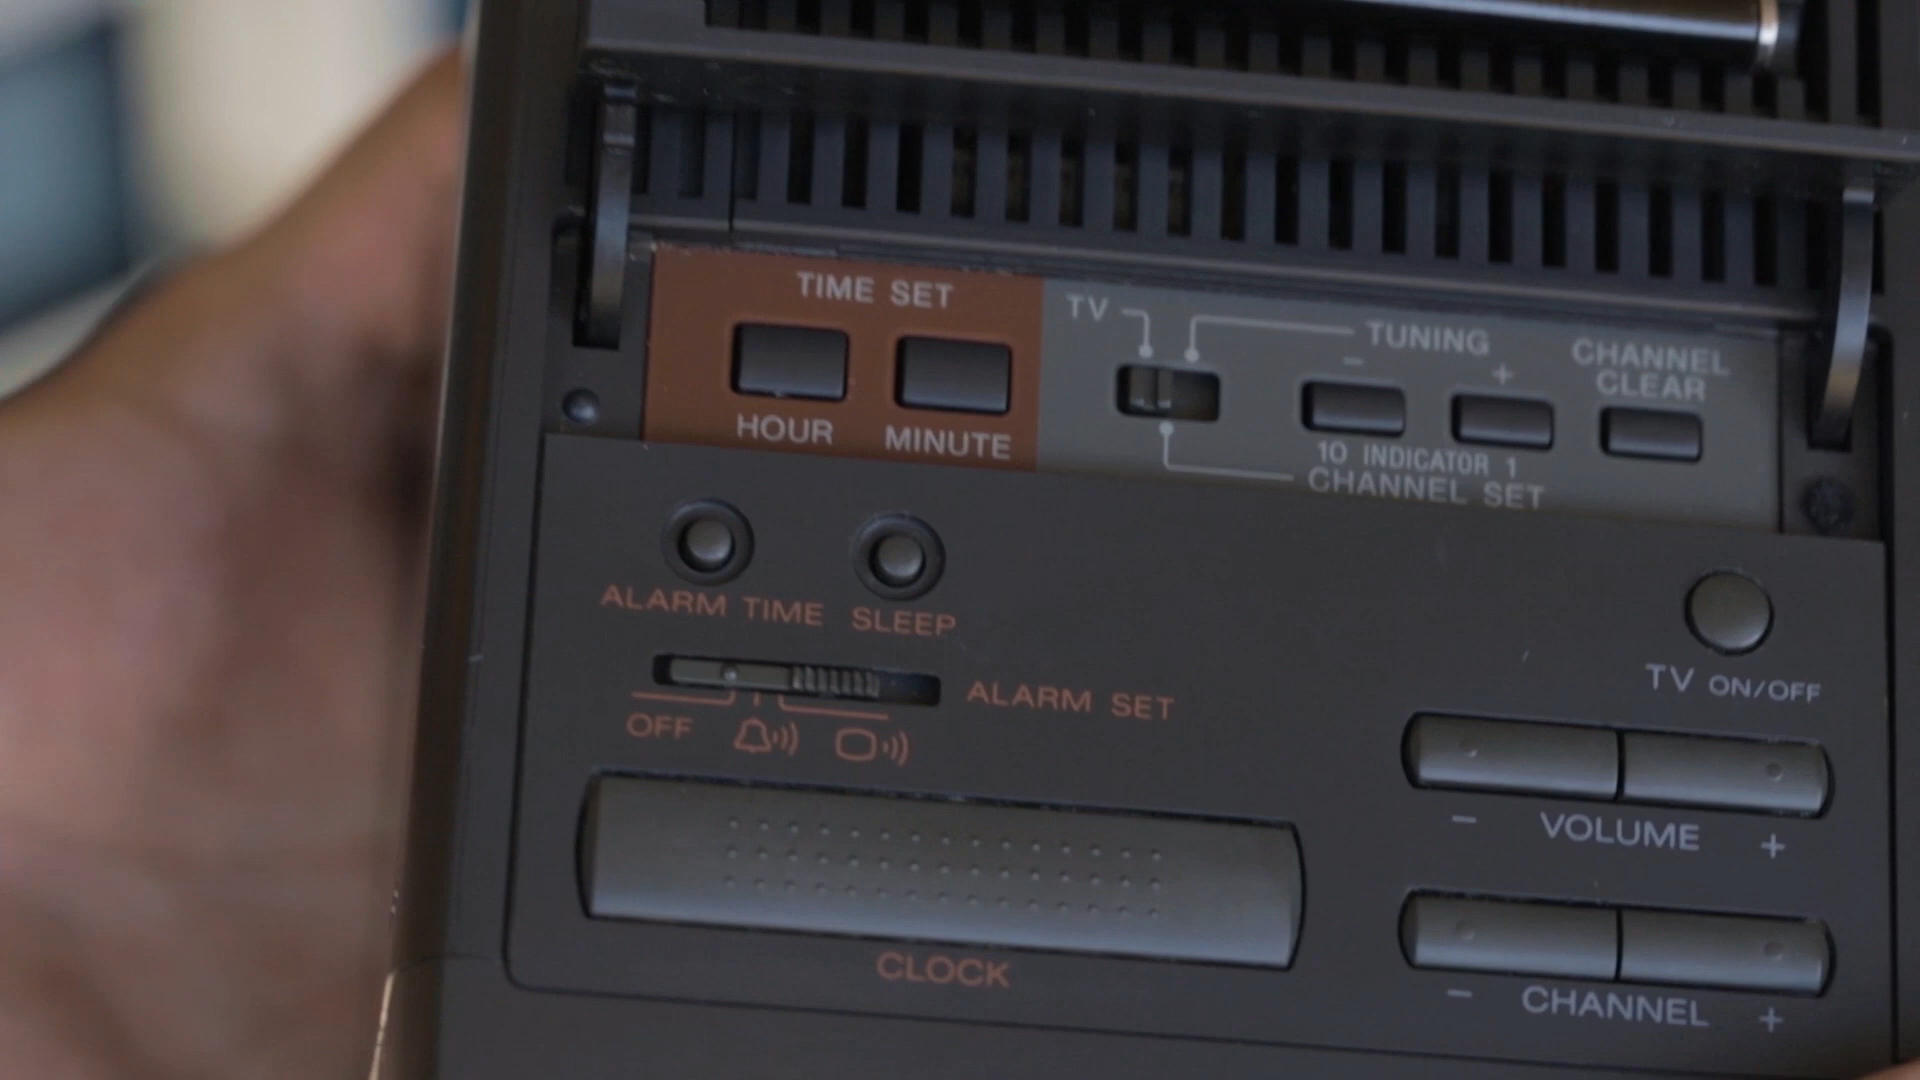 TIME SET
HOUR MINUTE
TV TUNING
- +
CHANNEL
CLEAR
10 INDICATOR 1
CHANNEL SET
ALARM TIME SLEEP
ALARM SET
OFF
TV ON/OFF
- VOLUME +
CLOCK
- CHANNEL +